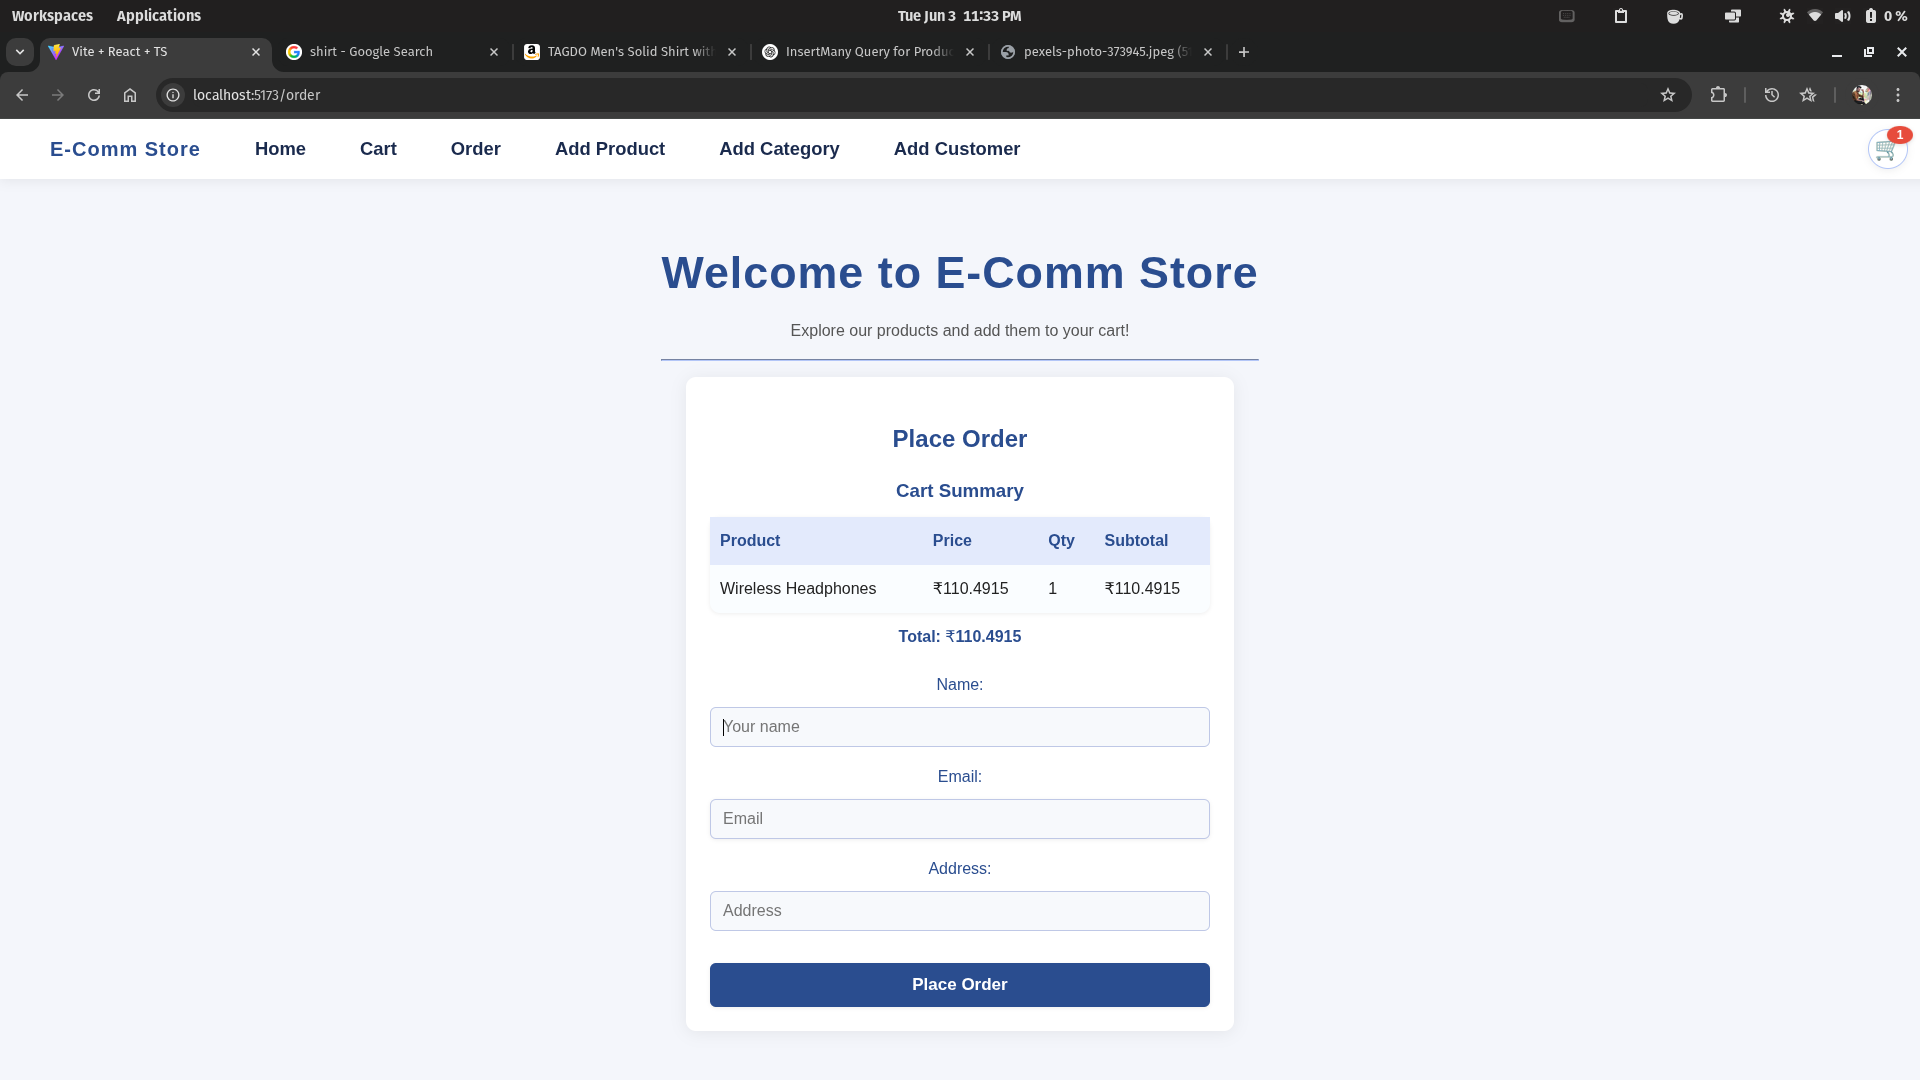 Workspaces Applications Tue Jun 3 11:33 PM 0 %
Vite + React + TS shirt - Google Search TAGDO Men's Solid Shirt with InsertMany Query for Produc pexels-photo-373945.jpeg (5
localhost:5173/order
E-Comm Store Home Cart Order Add Product Add Category Add Customer 1
Welcome to E-Comm Store
Explore our products and add them to your cart!
Place Order
Cart Summary
Product Price Qty Subtotal
Wireless Headphones ₹110.4915 1 ₹110.4915
Total: ₹110.4915
Name:
Your name
Email:
Email
Address:
Address
Place Order